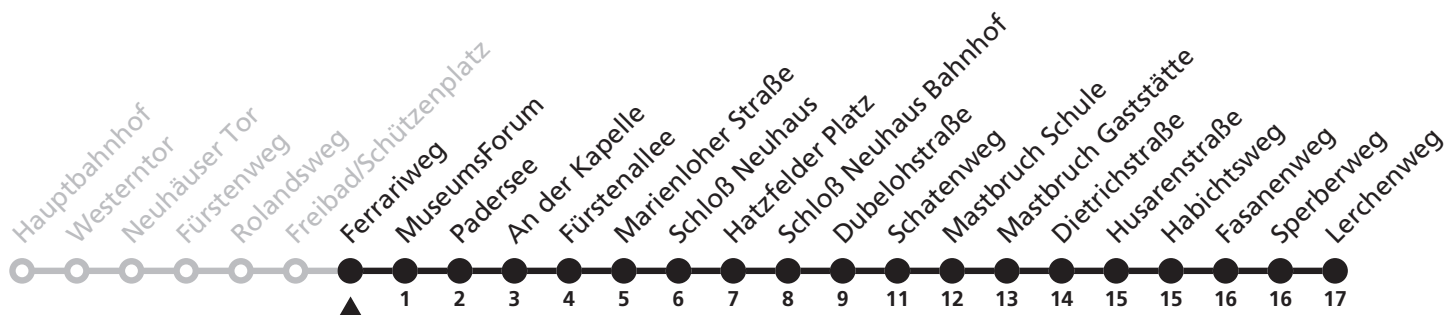 Hauptbahnhof
Westerntor
Neuhäuser Tor
Fürstenweg
Rolandsweg
Freibad/Schützenplatz
Ferrariweg
MuseumsForum
Padersee
An der Kapelle
Fürstenallee
Marienloher Straße
Schloß Neuhaus
Hatzfelder Platz
Schloß Neuhaus Bahnhof
Dubelohstraße
Schatenweg
Mastbruch Schule
Mastbruch Gaststätte
Dietrichstraße
Husarenstraße
Habichtsweg
Fasanenweg
Sperberweg
Lerchenweg
1 2 3 4 5 6 7 8 9 11 12 13 14 15 15 16 16 17